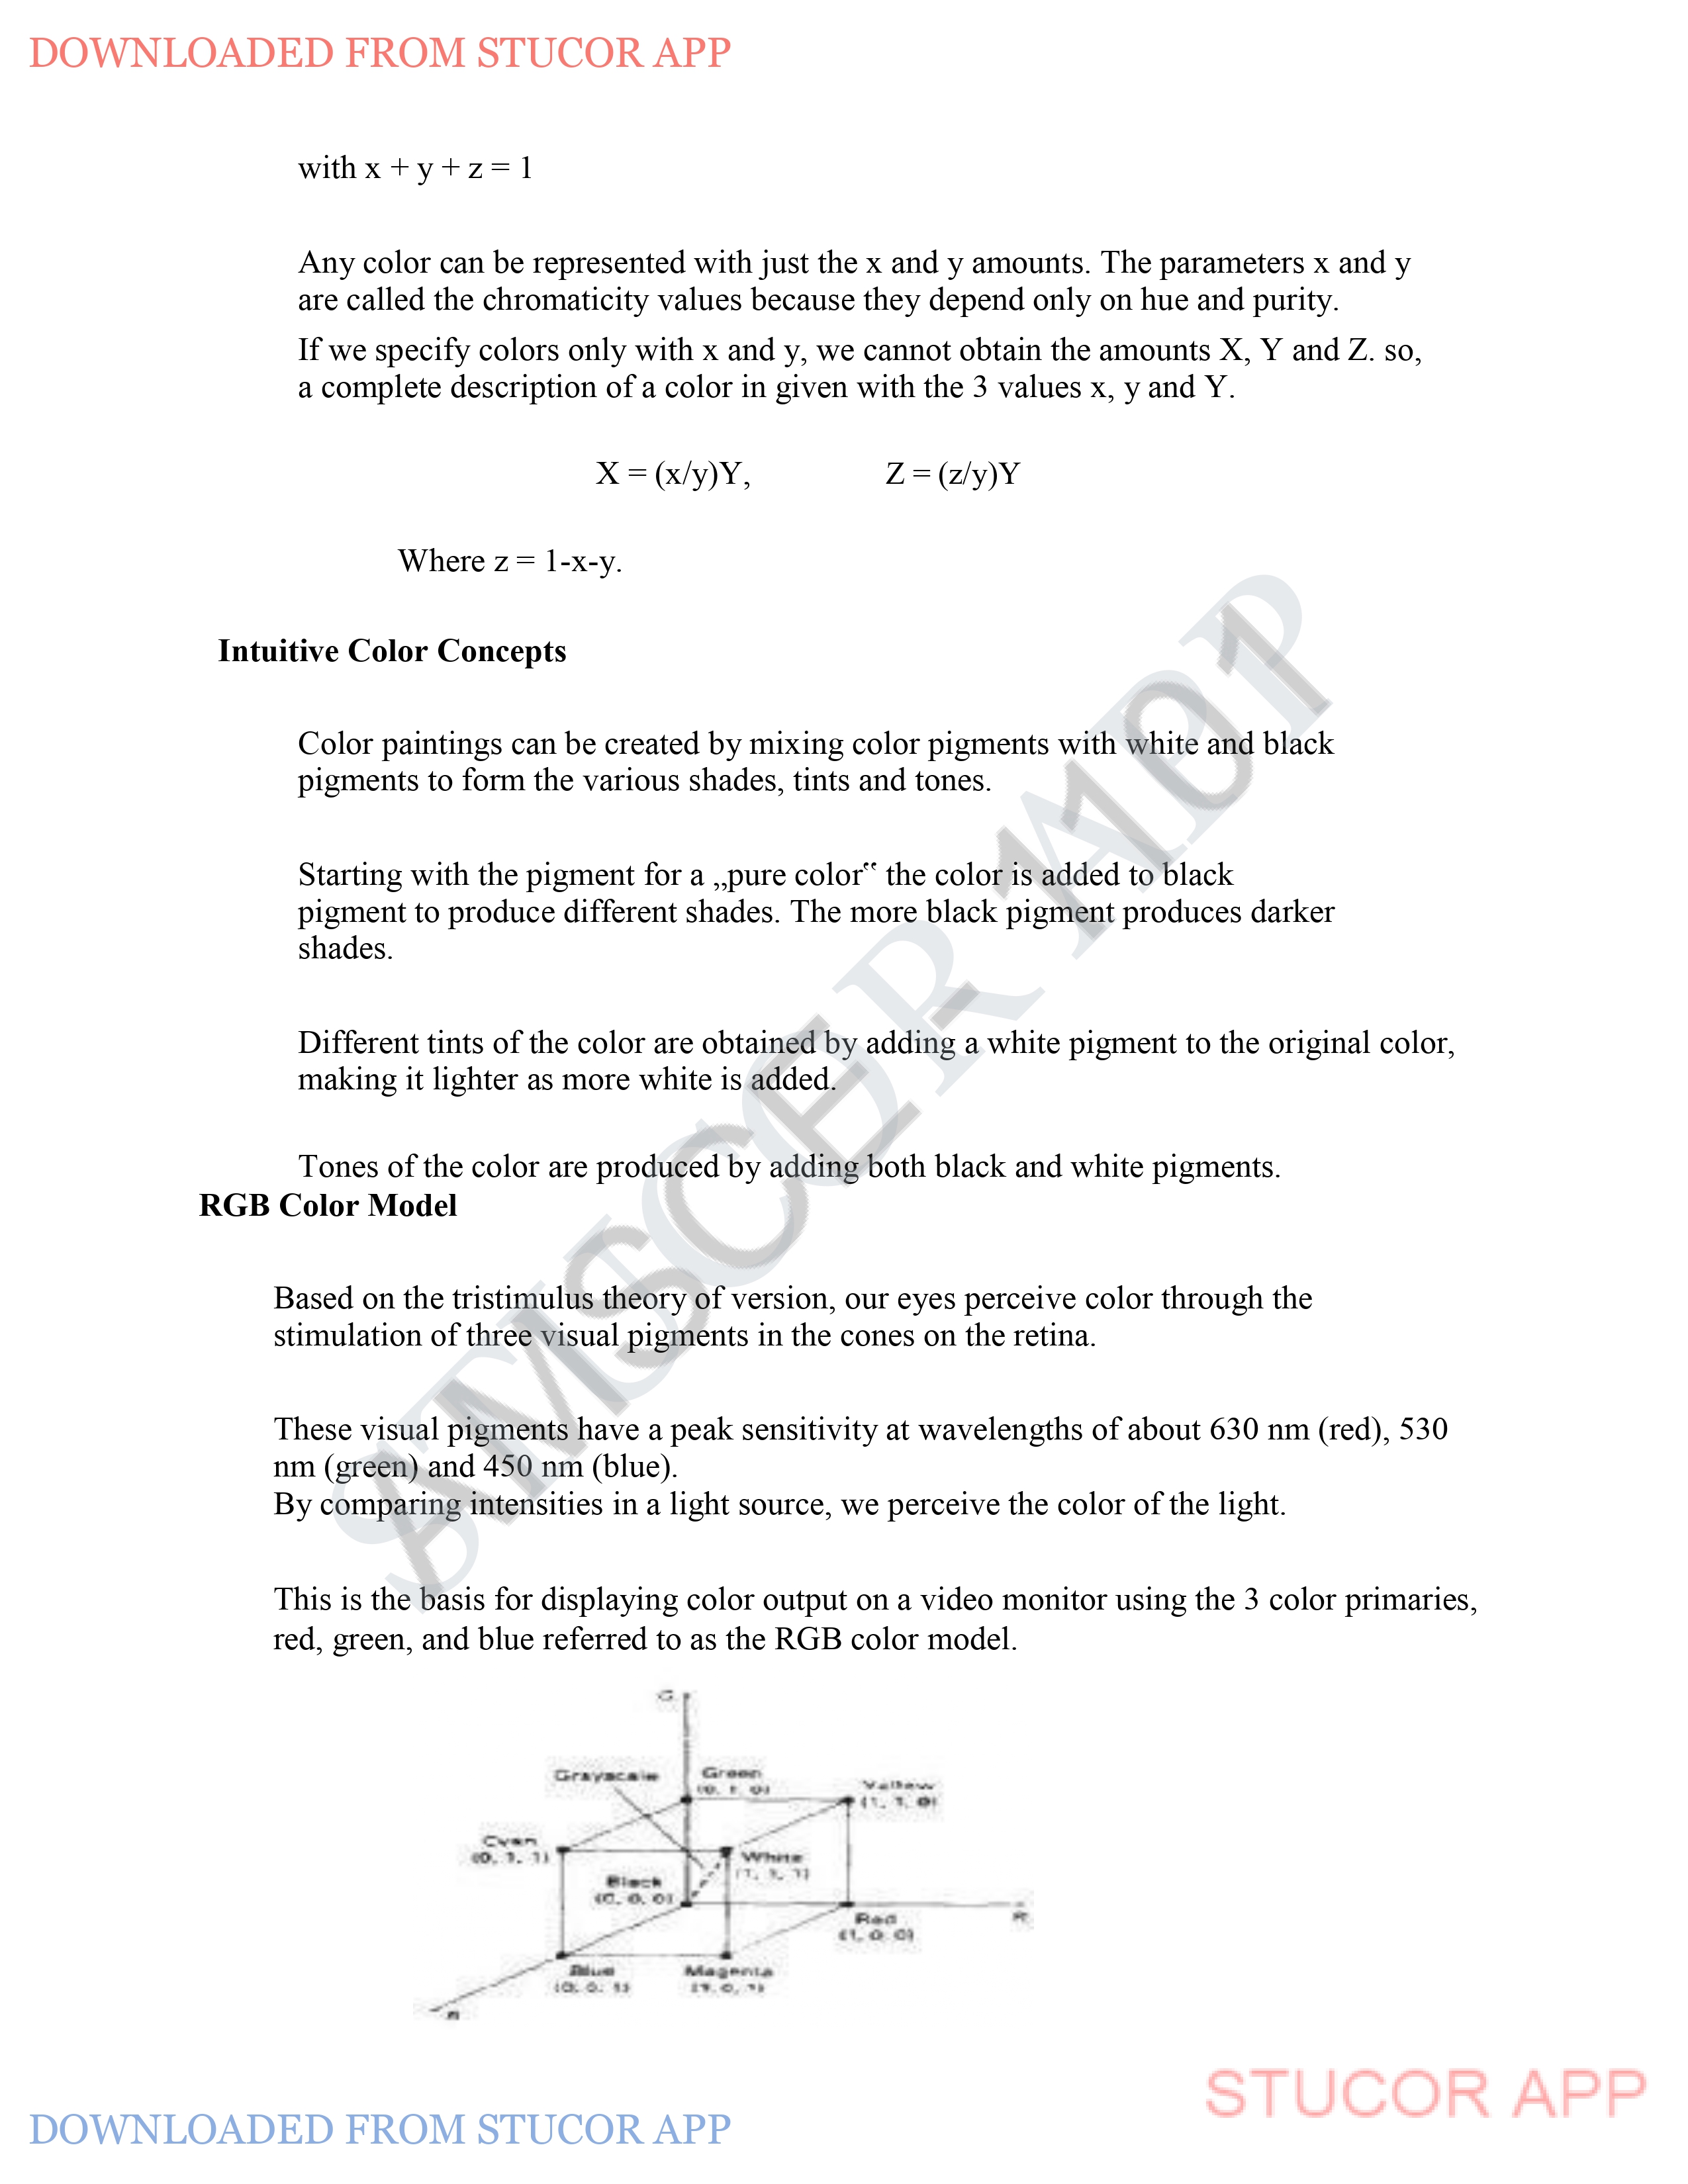 DOWNLOADED FROM STUCOR APP
with x + y + z = 1
Any color can be represented with just the x and y amounts. The parameters x and y
are called the chromaticity values because they depend only on hue and purity.
If we specify colors only with x and y, we cannot obtain the amounts X, Y and Z. so,
a complete description of a color in given with the 3 values x, y and Y.
X = (x/y)Y, Z = (z/y)Y
Where z = 1-x-y.
Intuitive Color Concepts
Color paintings can be created by mixing color pigments with white and black
pigments to form the various shades, tints and tones.
Starting with the pigment for a „pure color‟ the color is added to black
pigment to produce different shades. The more black pigment produces darker
shades.
Different tints of the color are obtained by adding a white pigment to the original color,
making it lighter as more white is added.
Tones of the color are produced by adding both black and white pigments.
RGB Color Model
Based on the tristimulus theory of version, our eyes perceive color through the
stimulation of three visual pigments in the cones on the retina.
These visual pigments have a peak sensitivity at wavelengths of about 630 nm (red), 530
nm (green) and 450 nm (blue).
By comparing intensities in a light source, we perceive the color of the light.
This is the basis for displaying color output on a video monitor using the 3 color primaries,
red, green, and blue referred to as the RGB color model.
G
Grayscale
Green
(0, 1, 0)
Yellow
(1, 1, 0)
Cyan
(0, 1, 1)
White
(1, 1, 1)
Black
(0, 0, 0)
R
Red
(1, 0, 0)
Blue
(0, 0, 1)
Magenta
(1, 0, 1)
B
STUCOR APP
AMSCE-1101
STUCOR APP
DOWNLOADED FROM STUCOR APP